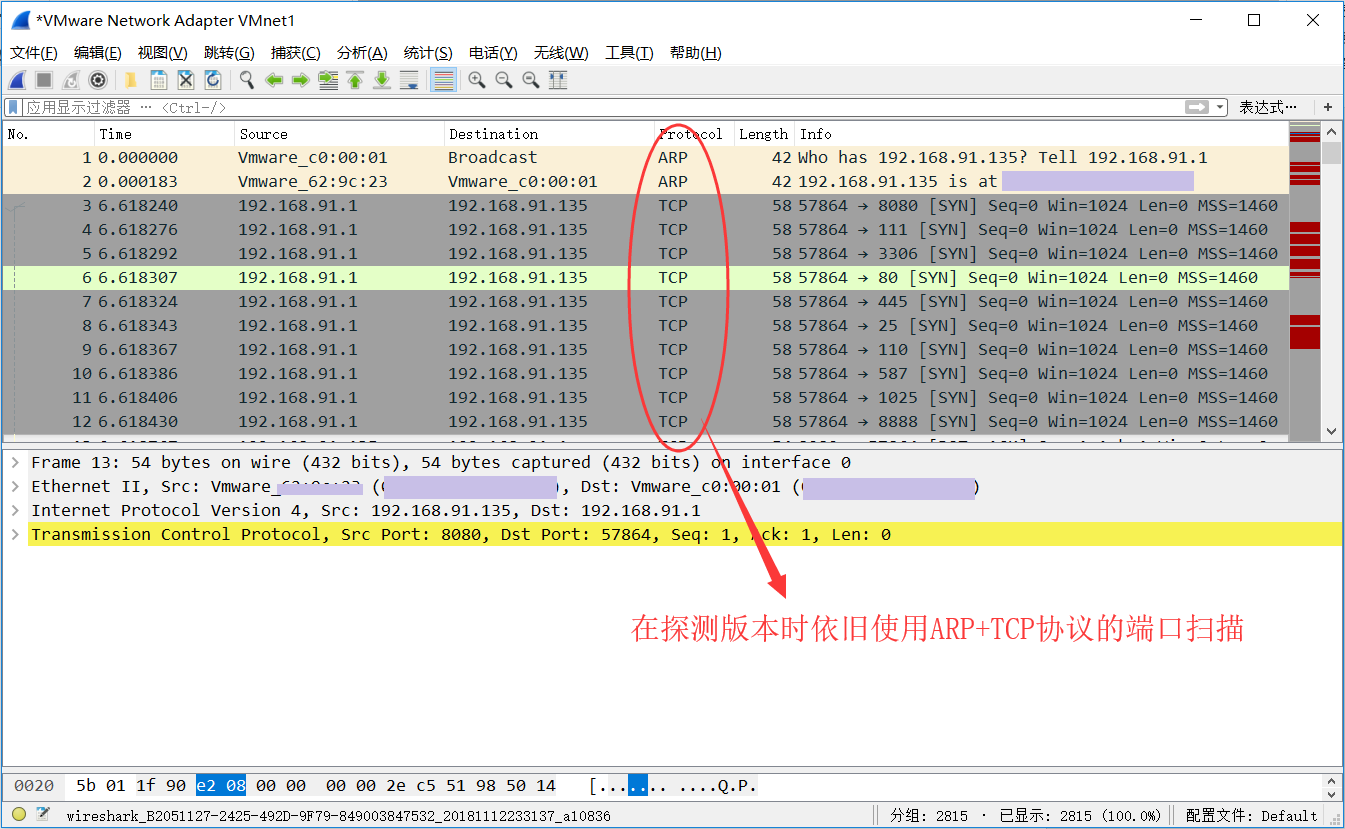 *VMware Network Adapter VMnet1
文件(F) 编辑(E) 视图(V) 跳转(G) 捕获(C) 分析(A) 统计(S) 电话(Y) 无线(W) 工具(T) 帮助(H)
应用显示过滤器 … <Ctrl-/> 表达式… +
No. Time Source Destination Protocol Length Info
1 0.000000 Vmware_c0:00:01 Broadcast ARP 42 Who has 192.168.91.135? Tell 192.168.91.1
2 0.000183 Vmware_62:9c:23 Vmware_c0:00:01 ARP 42 192.168.91.135 is at
3 6.618240 192.168.91.1 192.168.91.135 TCP 58 57864 → 8080 [SYN] Seq=0 Win=1024 Len=0 MSS=1460
4 6.618276 192.168.91.1 192.168.91.135 TCP 58 57864 → 111 [SYN] Seq=0 Win=1024 Len=0 MSS=1460
5 6.618292 192.168.91.1 192.168.91.135 TCP 58 57864 → 3306 [SYN] Seq=0 Win=1024 Len=0 MSS=1460
6 6.618307 192.168.91.1 192.168.91.135 TCP 58 57864 → 80 [SYN] Seq=0 Win=1024 Len=0 MSS=1460
7 6.618324 192.168.91.1 192.168.91.135 TCP 58 57864 → 445 [SYN] Seq=0 Win=1024 Len=0 MSS=1460
8 6.618343 192.168.91.1 192.168.91.135 TCP 58 57864 → 25 [SYN] Seq=0 Win=1024 Len=0 MSS=1460
9 6.618367 192.168.91.1 192.168.91.135 TCP 58 57864 → 110 [SYN] Seq=0 Win=1024 Len=0 MSS=1460
10 6.618386 192.168.91.1 192.168.91.135 TCP 58 57864 → 587 [SYN] Seq=0 Win=1024 Len=0 MSS=1460
11 6.618406 192.168.91.1 192.168.91.135 TCP 58 57864 → 1025 [SYN] Seq=0 Win=1024 Len=0 MSS=1460
12 6.618430 192.168.91.1 192.168.91.135 TCP 58 57864 → 8888 [SYN] Seq=0 Win=1024 Len=0 MSS=1460
Frame 13: 54 bytes on wire (432 bits), 54 bytes captured (432 bits) on interface 0
Ethernet II, Src: Vmware_ ( ), Dst: Vmware_c0:00:01 ( )
Internet Protocol Version 4, Src: 192.168.91.135, Dst: 192.168.91.1
Transmission Control Protocol, Src Port: 8080, Dst Port: 57864, Seq: 1, Ack: 1, Len: 0
在探测版本时依旧使用ARP+TCP协议的端口扫描
0020 5b 01 1f 90 e2 08 00 00 00 00 2e c5 51 98 50 14 [....... ....Q.P.
wireshark_B2051127-2425-492D-9F79-849003847532_20181112233137_a10836 分组: 2815 · 已显示: 2815 (100.0%) 配置文件: Default